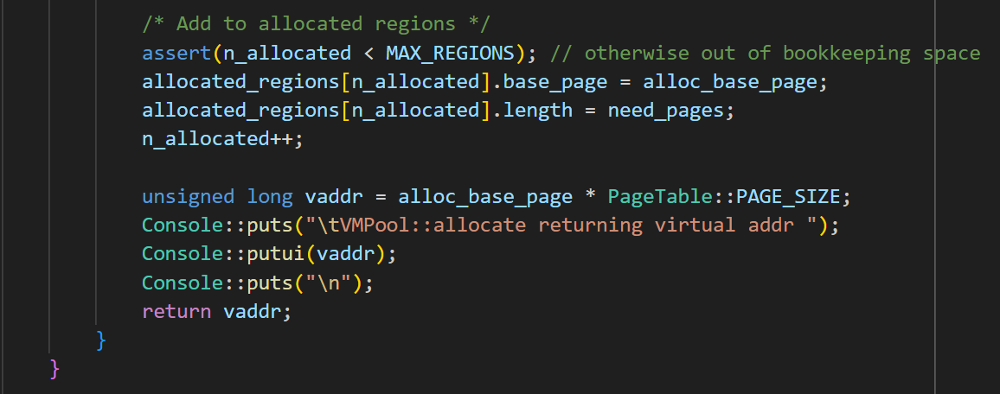 /* Add to allocated regions */
assert(n_allocated < MAX_REGIONS); // otherwise out of bookkeeping space
allocated_regions[n_allocated].base_page = alloc_base_page;
allocated_regions[n_allocated].length = need_pages;
n_allocated++;

unsigned long vaddr = alloc_base_page * PageTable::PAGE_SIZE;
Console::puts("\tVMPool::allocate returning virtual addr ");
Console::putui(vaddr);
Console::puts("\n");
return vaddr;
}
}